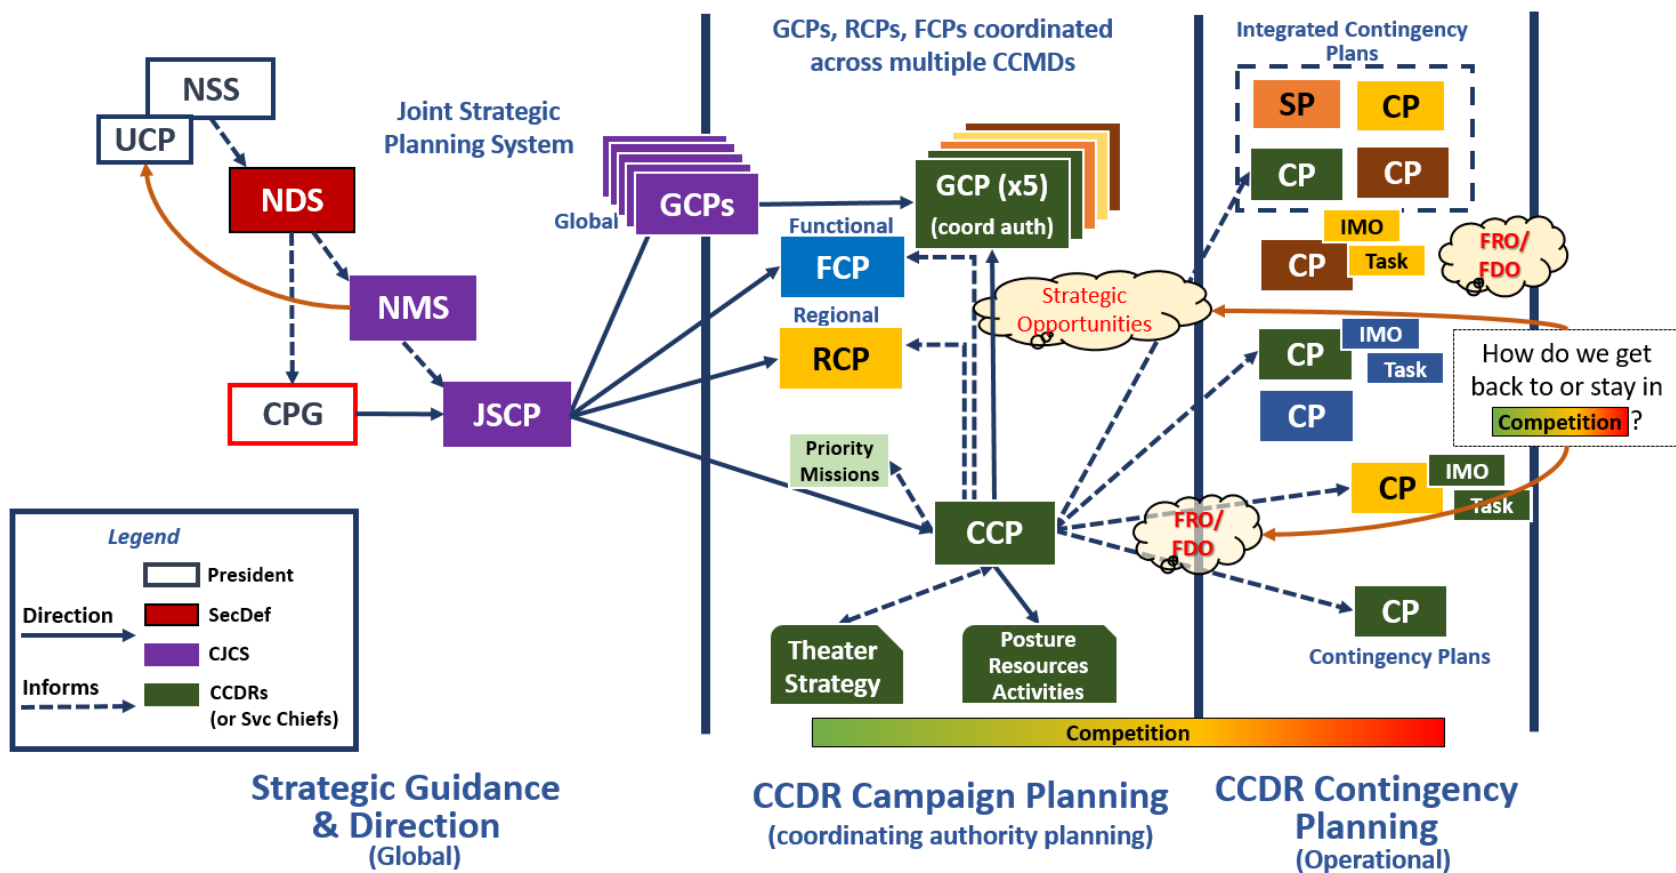 NSS
UCP
NDS
NMS
CPG
JSCP
Joint Strategic
Planning System
GCPs
Global
Legend
President
Direction
SecDef
CJCS
Informs
CCDRs
(or Svc Chiefs)
Strategic Guidance
& Direction
(Global)
GCPs, RCPs, FCPs coordinated
across multiple CCMDs
GCP (x5)
(coord auth)
Functional
FCP
Regional
RCP
Strategic
Opportunities
Priority
Missions
CCP
FRO/
FDO
Theater
Strategy
Posture
Resources
Activities
Competition
CCDR Campaign Planning
(coordinating authority planning)
Integrated Contingency
Plans
SP
CP
CP
CP
IMO
CP
Task
FRO/
FDO
IMO
CP
Task
CP
How do we get
back to or stay in
Competition ?
IMO
CP
Task
CP
Contingency Plans
CCDR Contingency
Planning
(Operational)